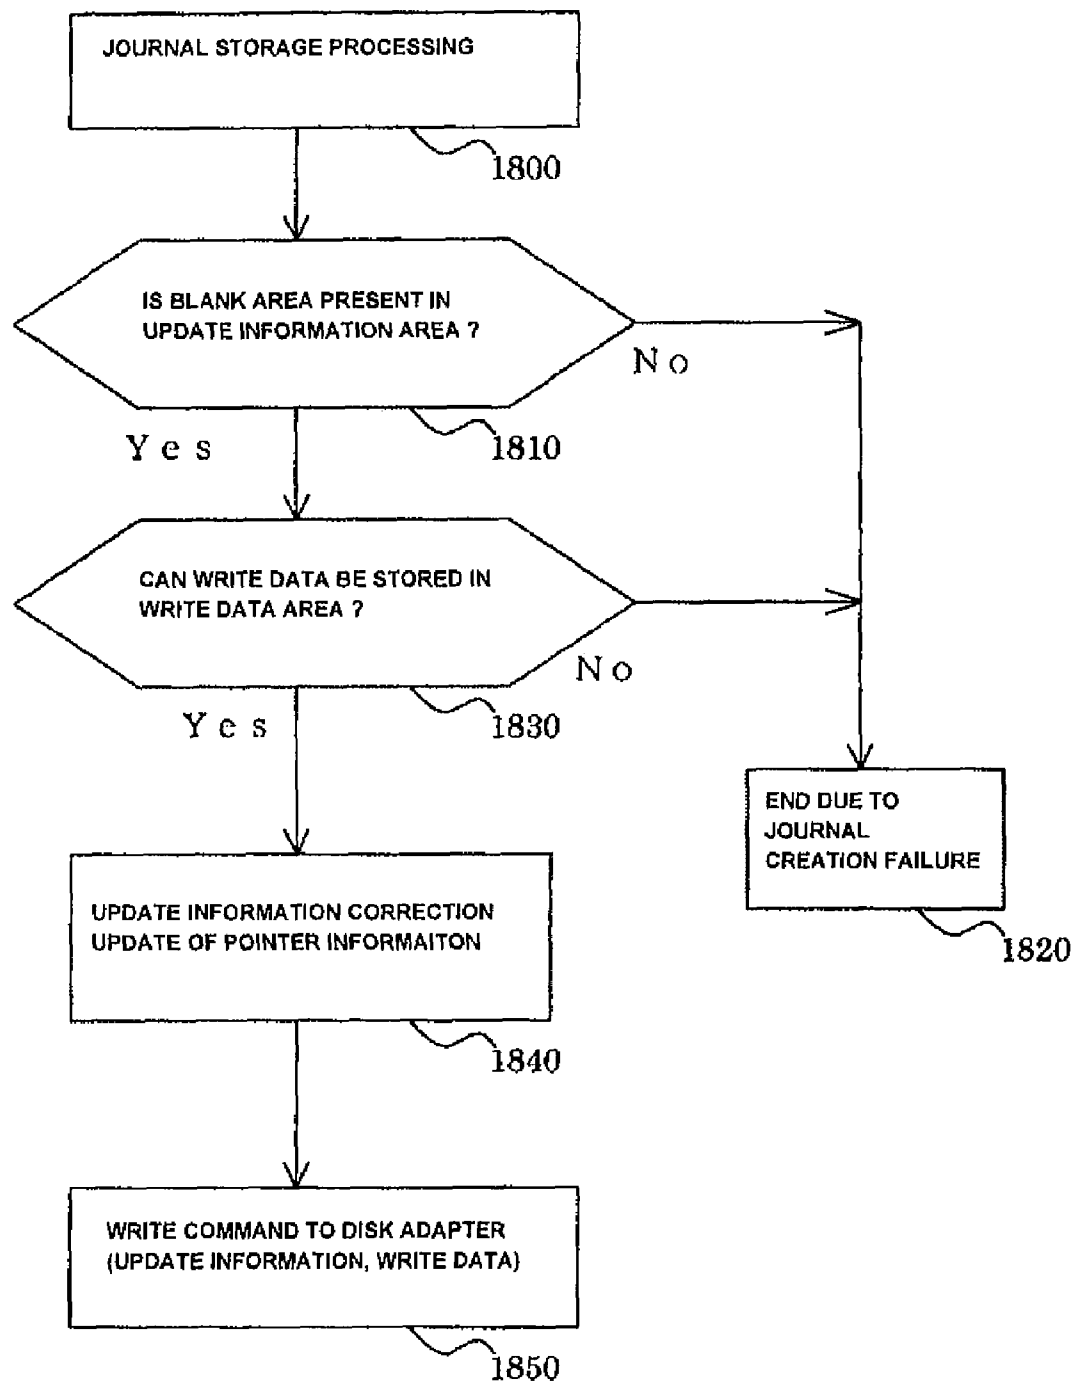 JOURNAL STORAGE PROCESSING
1800
IS BLANK AREA PRESENT IN
UPDATE INFORMATION AREA ?
No
Yes
1810
CAN WRITE DATA BE STORED IN
WRITE DATA AREA ?
No
Yes
1830
END DUE TO
JOURNAL
CREATION FAILURE
1820
UPDATE INFORMATION CORRECTION
UPDATE OF POINTER INFORMAITON
1840
WRITE COMMAND TO DISK ADAPTER
(UPDATE INFORMATION, WRITE DATA)
1850